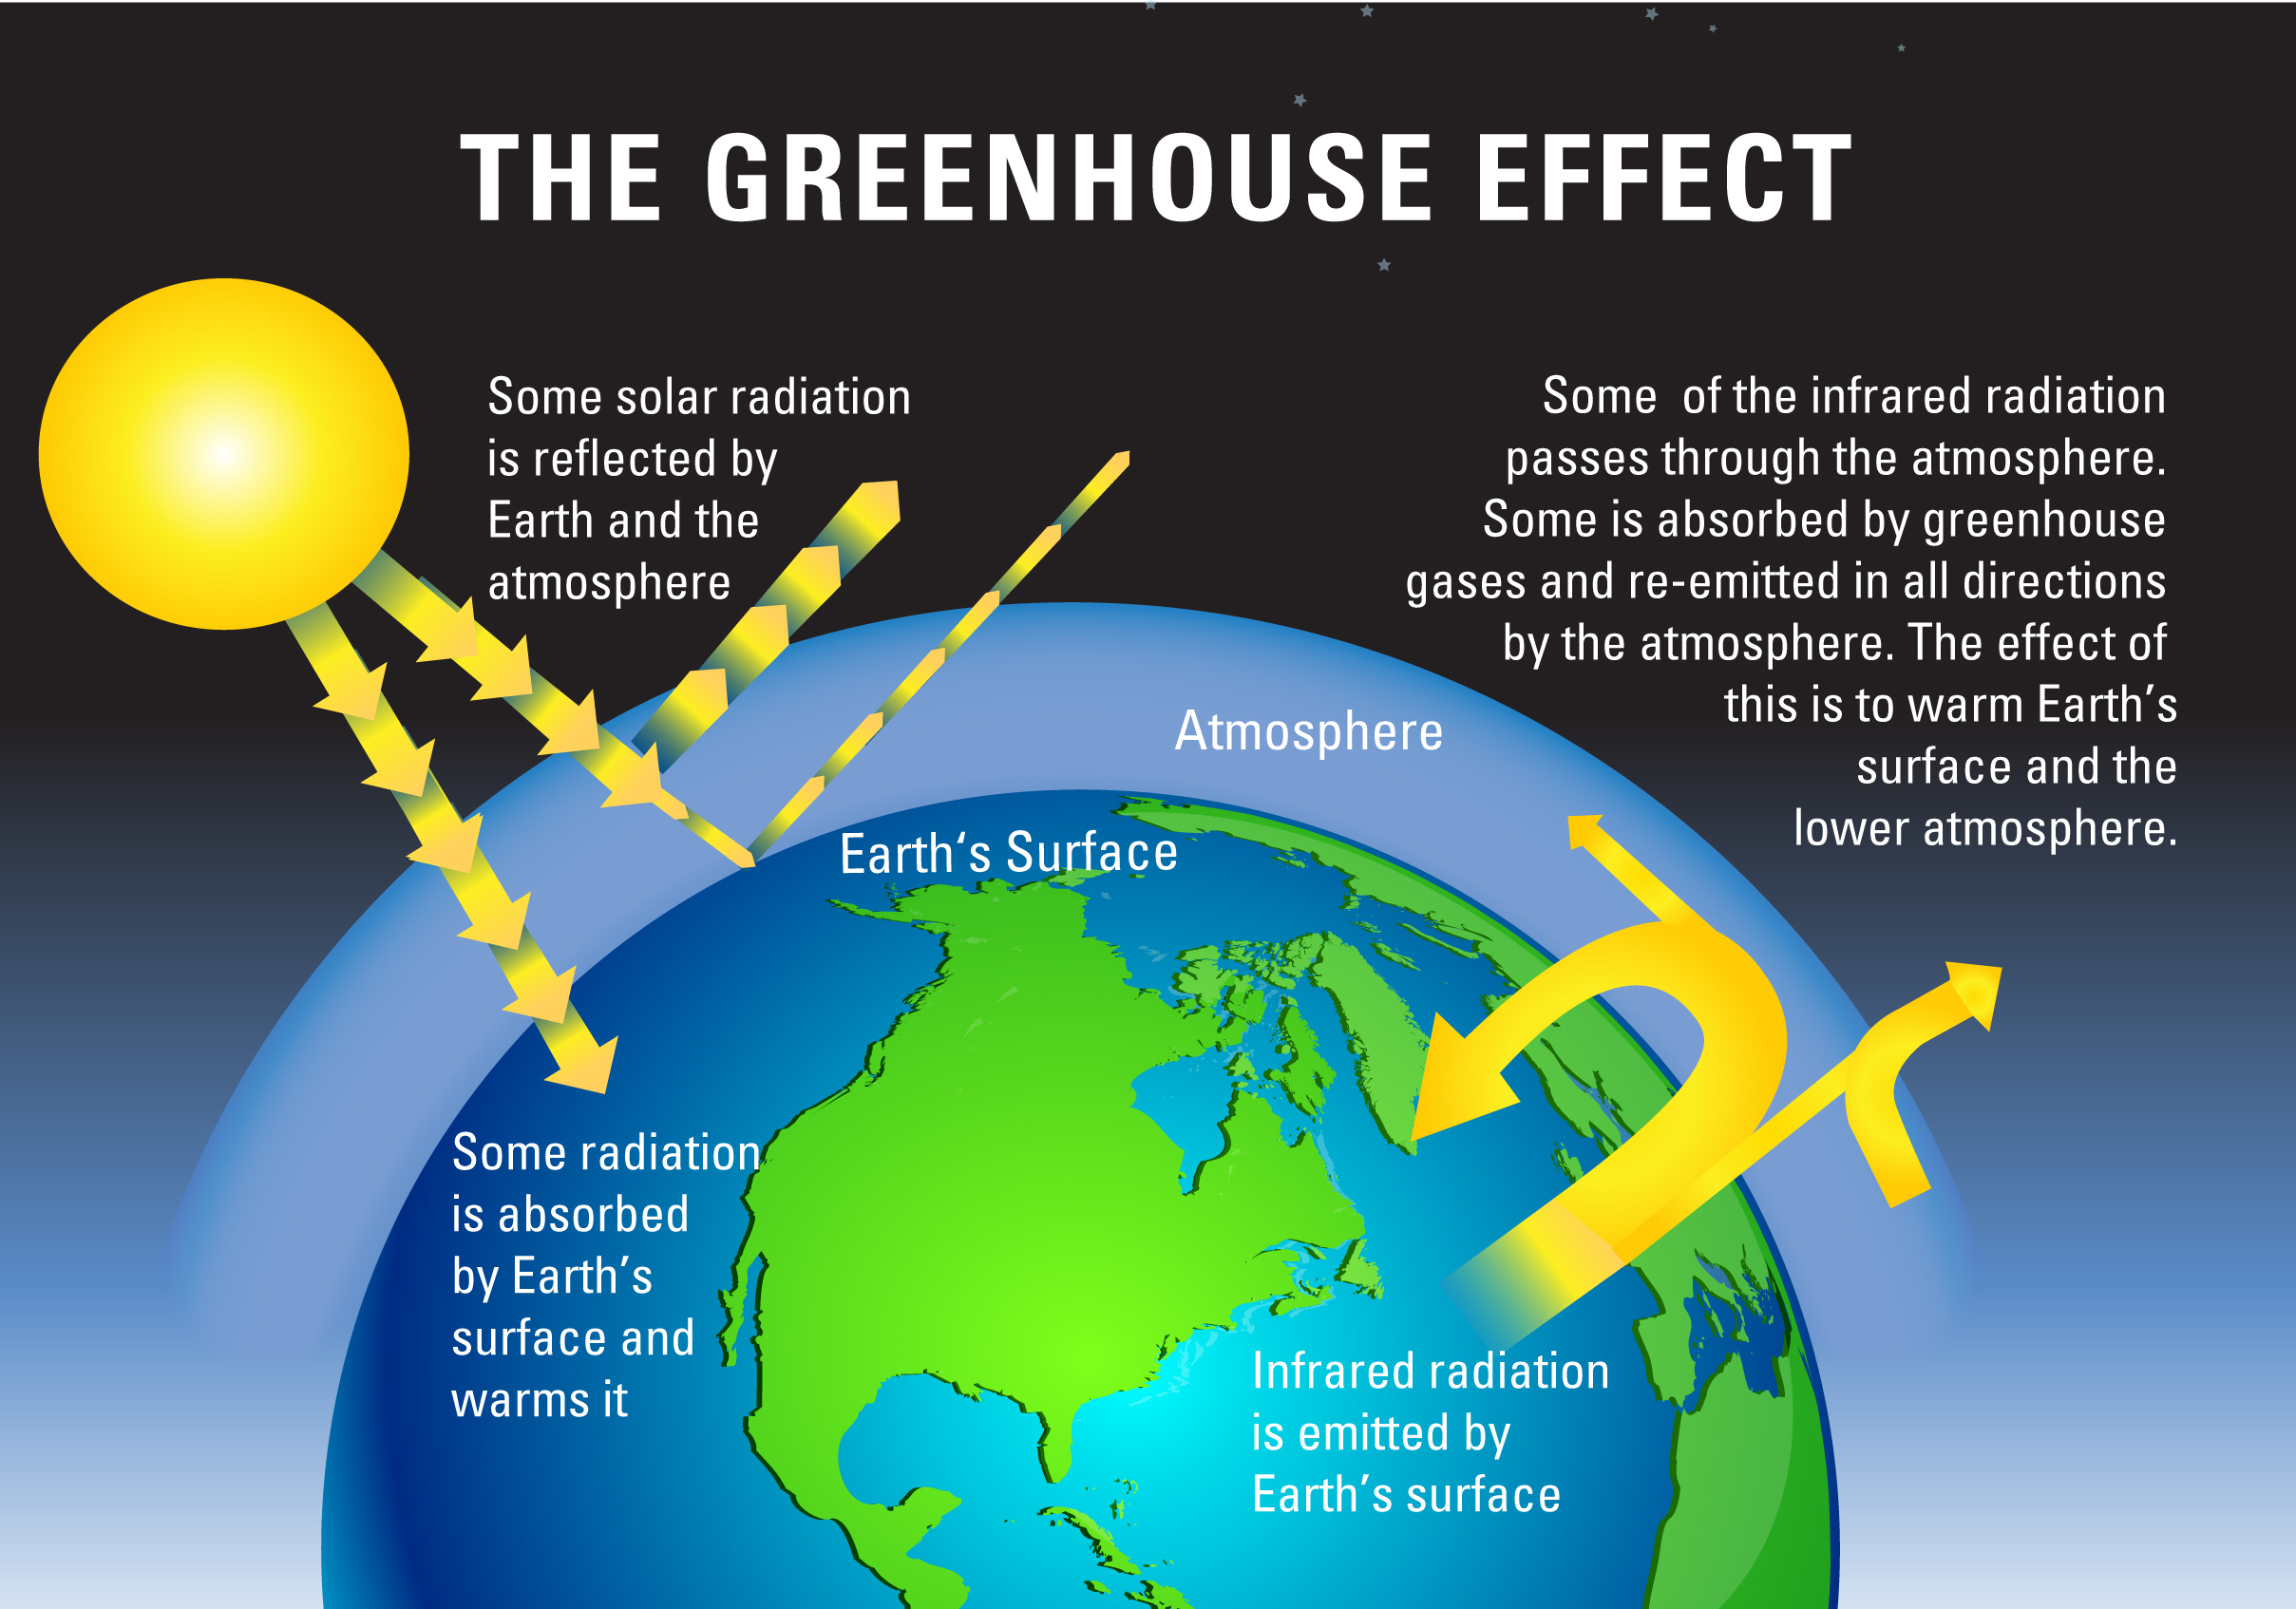 THE GREENHOUSE EFFECT
Some solar radiation
is reflected by
Earth and the
atmosphere
Some  of the infrared radiation
passes through the atmosphere.
Some is absorbed by greenhouse
gases and re-emitted in all directions
by the atmosphere. The effect of
this is to warm Earth’s
surface and the
lower atmosphere.
Atmosphere
Earth‘s Surface
Some radiation
is absorbed
by Earth’s
surface and
warms it
Infrared radiation
is emitted by
Earth’s surface